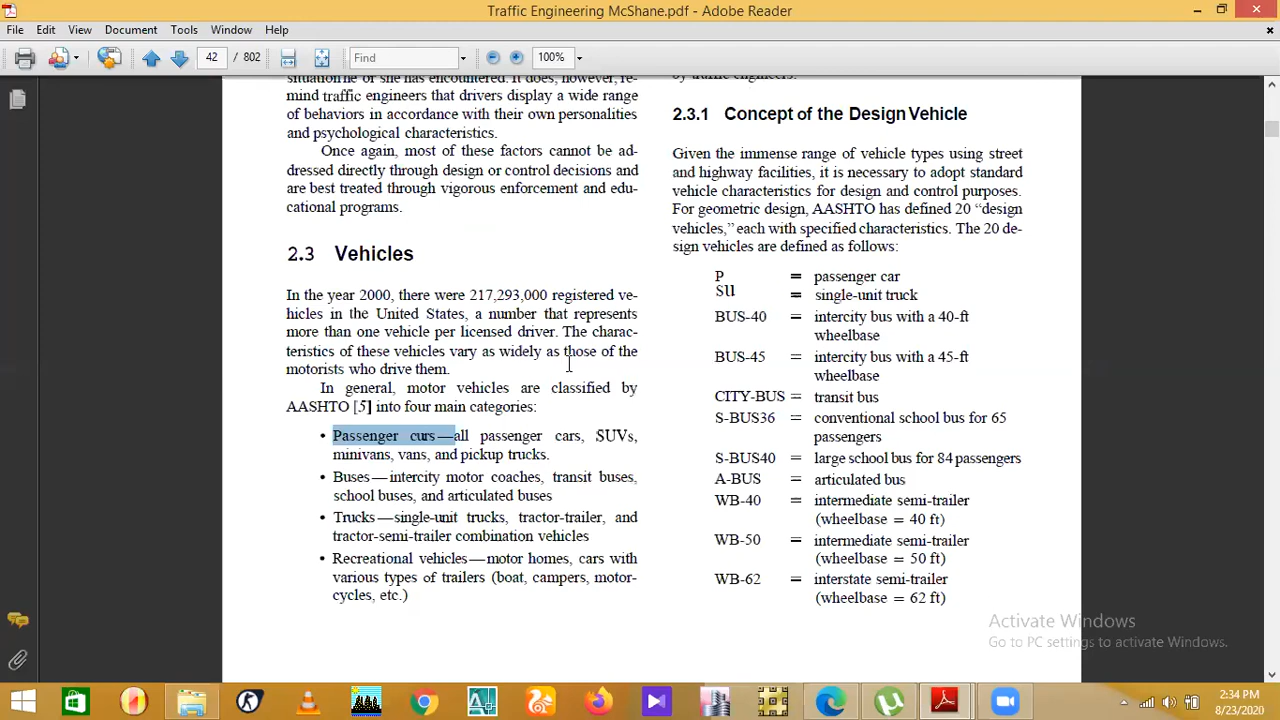 Traffic Engineering McShane.pdf - Adobe Reader
File Edit View Document Tools Window Help
42 / 802 Find 100%
situation he or she has encountered. It does, however, re-
mind traffic engineers that drivers display a wide range
of behaviors in accordance with their own personalities
and psychological characteristics.
Once again, most of these factors cannot be ad-
dressed directly through design or control decisions and
are best treated through vigorous enforcement and edu-
cational programs.
2.3 Vehicles
In the year 2000, there were 217,293,000 registered ve-
hicles in the United States, a number that represents
more than one vehicle per licensed driver. The charac-
teristics of these vehicles vary as widely as those of the
motorists who drive them.
In general, motor vehicles are classified by
AASHTO [5] into four main categories:
• Passenger curs—all passenger cars, SUVs,
minivans, vans, and pickup trucks.
• Buses—intercity motor coaches, transit buses,
school buses, and articulated buses
• Trucks—single-unit trucks, tractor-trailer, and
tractor-semi-trailer combination vehicles
• Recreational vehicles—motor homes, cars with
various types of trailers (boat, campers, motor-
cycles, etc.)
by traffic engineers.
2.3.1 Concept of the Design Vehicle
Given the immense range of vehicle types using street
and highway facilities, it is necessary to adopt standard
vehicle characteristics for design and control purposes.
For geometric design, AASHTO has defined 20 “design
vehicles,” each with specified characteristics. The 20 de-
sign vehicles are defined as follows:
P = passenger car
SU = single-unit truck
BUS-40 = intercity bus with a 40-ft
wheelbase
BUS-45 = intercity bus with a 45-ft
wheelbase
CITY-BUS = transit bus
S-BUS36 = conventional school bus for 65
passengers
S-BUS40 = large school bus for 84 passengers
A-BUS = articulated bus
WB-40 = intermediate semi-trailer
(wheelbase = 40 ft)
WB-50 = intermediate semi-trailer
(wheelbase = 50 ft)
WB-62 = interstate semi-trailer
(wheelbase = 62 ft)
Activate Windows
Go to PC settings to activate Windows.
2:34 PM
8/23/2020